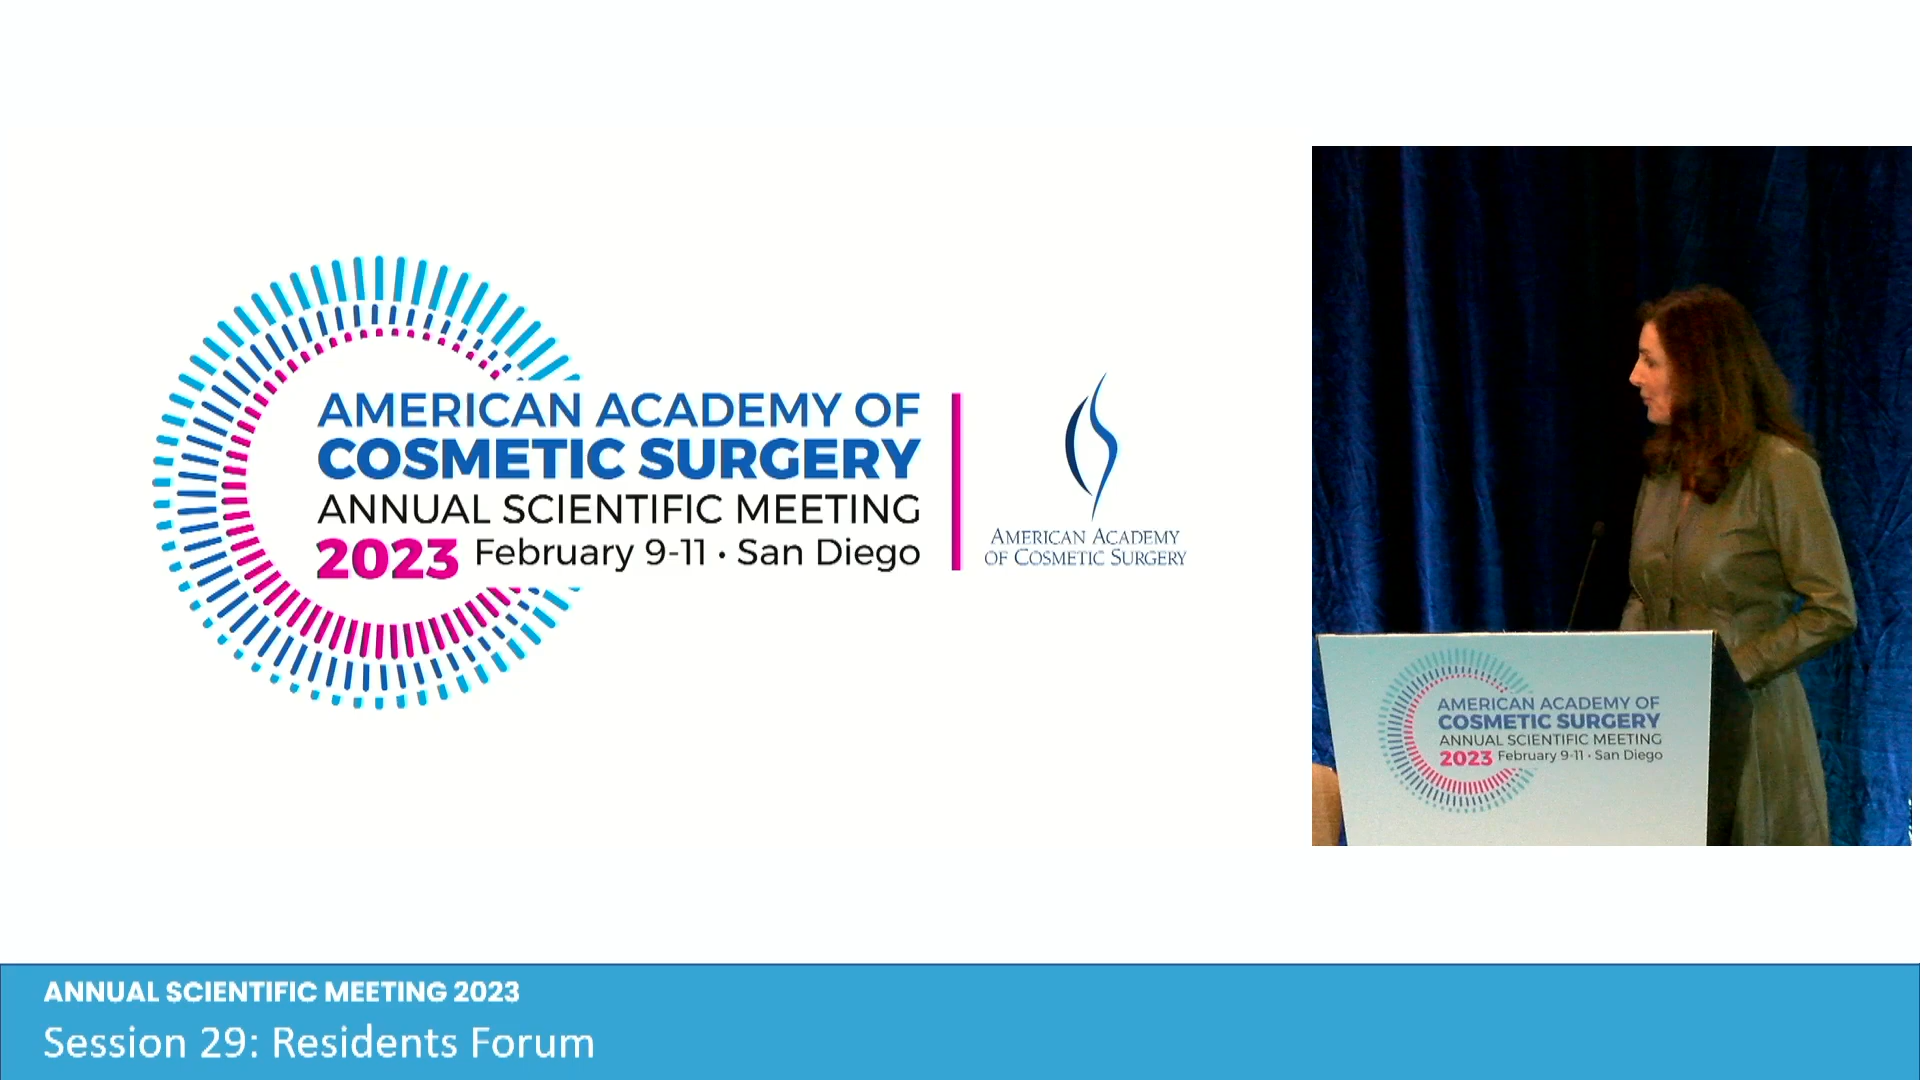 AMERICAN ACADEMY OF
COSMETIC SURGERY
ANNUAL SCIENTIFIC MEETING
2023 February 9-11 • San Diego
AMERICAN ACADEMY
OF COSMETIC SURGERY
AMERICAN ACADEMY OF
COSMETIC SURGERY
ANNUAL SCIENTIFIC MEETING
2023 February 9-11 • San Diego
ANNUAL SCIENTIFIC MEETING 2023
Session 29: Residents Forum